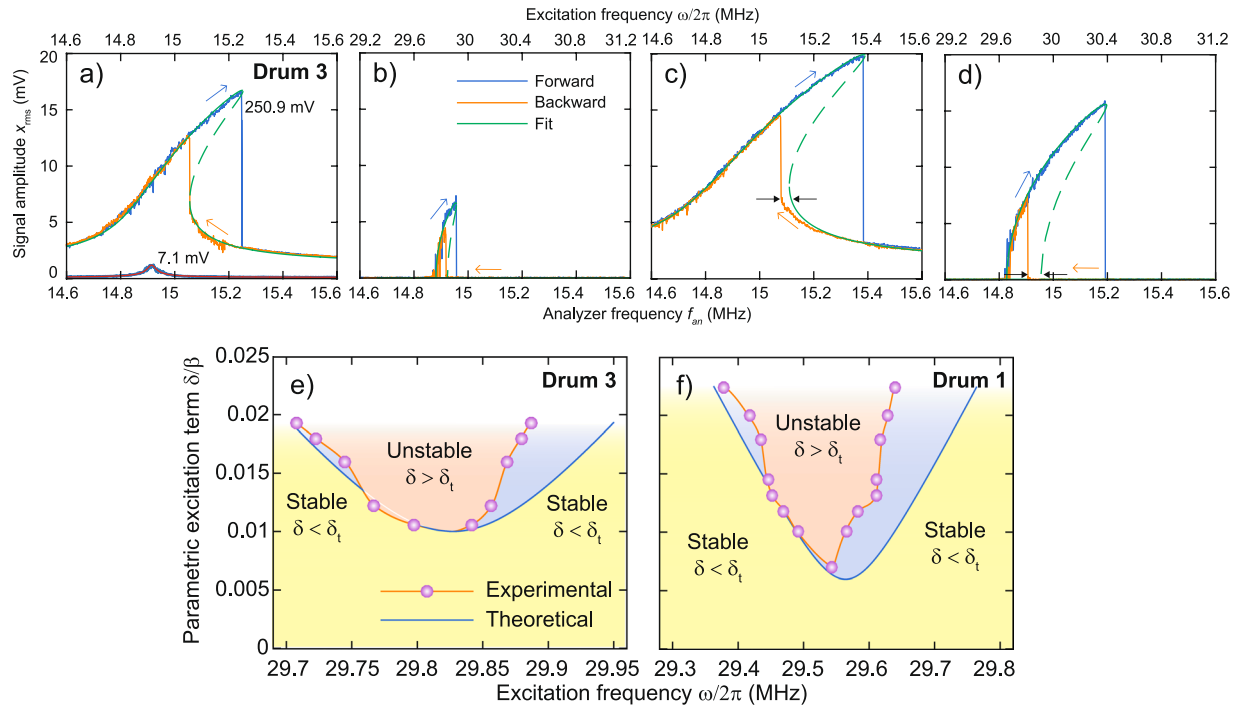 Excitation frequency ω/2π (MHz)
14.6 14.8 15 15.2 15.4 15.6
29.2 29.6 30 30.4 30.8 31.2
14.6 14.8 15 15.2 15.4 15.6
29.2 29.6 30 30.4 30.8 31.2
Signal amplitude x_rms (mV)
20
15
10
5
0
a) Drum 3
250.9 mV
7.1 mV
b)
Forward
Backward
Fit
c)
d)
14.6 14.8 15 15.2 15.4 15.6
14.6 14.8 15 15.2 15.4 15.6
14.6 14.8 15 15.2 15.4 15.6
14.6 14.8 15 15.2 15.4 15.6
Analyzer frequency f_an (MHz)
Parametric excitation term δ/β
0.025
0.02
0.015
0.01
0.005
0
e) Drum 3
Unstable
δ > δ_t
Stable
δ < δ_t
Stable
δ < δ_t
Experimental
Theoretical
29.7 29.75 29.8 29.85 29.9 29.95
f) Drum 1
Unstable
δ > δ_t
Stable
δ < δ_t
Stable
δ < δ_t
29.3 29.4 29.5 29.6 29.7 29.8
Excitation frequency ω/2π (MHz)